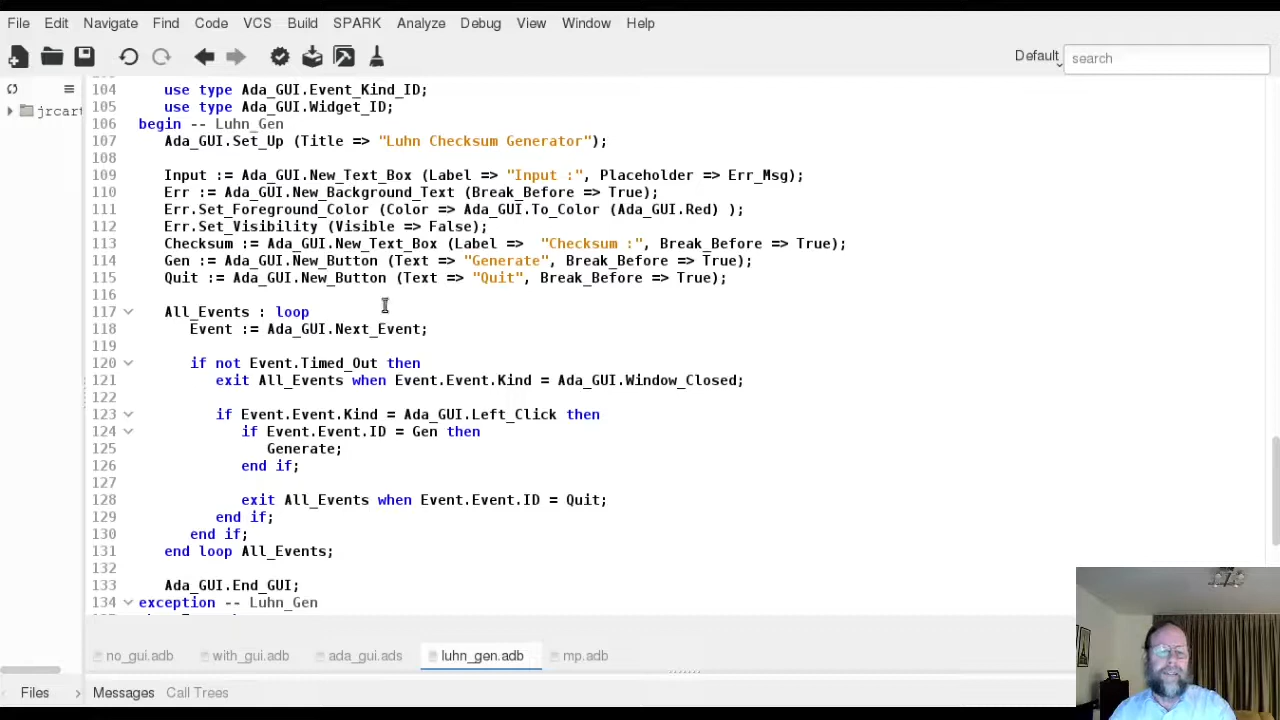 File Edit Navigate Find Code VCS Build SPARK Analyze Debug View Window Help
Default search
jrcart
104 use type Ada_GUI.Event_Kind_ID;
105 use type Ada_GUI.Widget_ID;
106 begin -- Luhn_Gen
107 Ada_GUI.Set_Up (Title => "Luhn Checksum Generator");
108
109 Input := Ada_GUI.New_Text_Box (Label => "Input :", Placeholder => Err_Msg);
110 Err := Ada_GUI.New_Background_Text (Break_Before => True);
111 Err.Set_Foreground_Color (Color => Ada_GUI.To_Color (Ada_GUI.Red) );
112 Err.Set_Visibility (Visible => False);
113 Checksum := Ada_GUI.New_Text_Box (Label =>  "Checksum :", Break_Before => True);
114 Gen := Ada_GUI.New_Button (Text => "Generate", Break_Before => True);
115 Quit := Ada_GUI.New_Button (Text => "Quit", Break_Before => True);
116
117 All_Events : loop
118 Event := Ada_GUI.Next_Event;
119
120 if not Event.Timed_Out then
121 exit All_Events when Event.Event.Kind = Ada_GUI.Window_Closed;
122
123 if Event.Event.Kind = Ada_GUI.Left_Click then
124 if Event.Event.ID = Gen then
125 Generate;
126 end if;
127
128 exit All_Events when Event.Event.ID = Quit;
129 end if;
130 end if;
131 end loop All_Events;
132
133 Ada_GUI.End_GUI;
134 exception -- Luhn_Gen
no_gui.adb with_gui.adb ada_gui.ads luhn_gen.adb mp.adb
Files Messages Call Trees